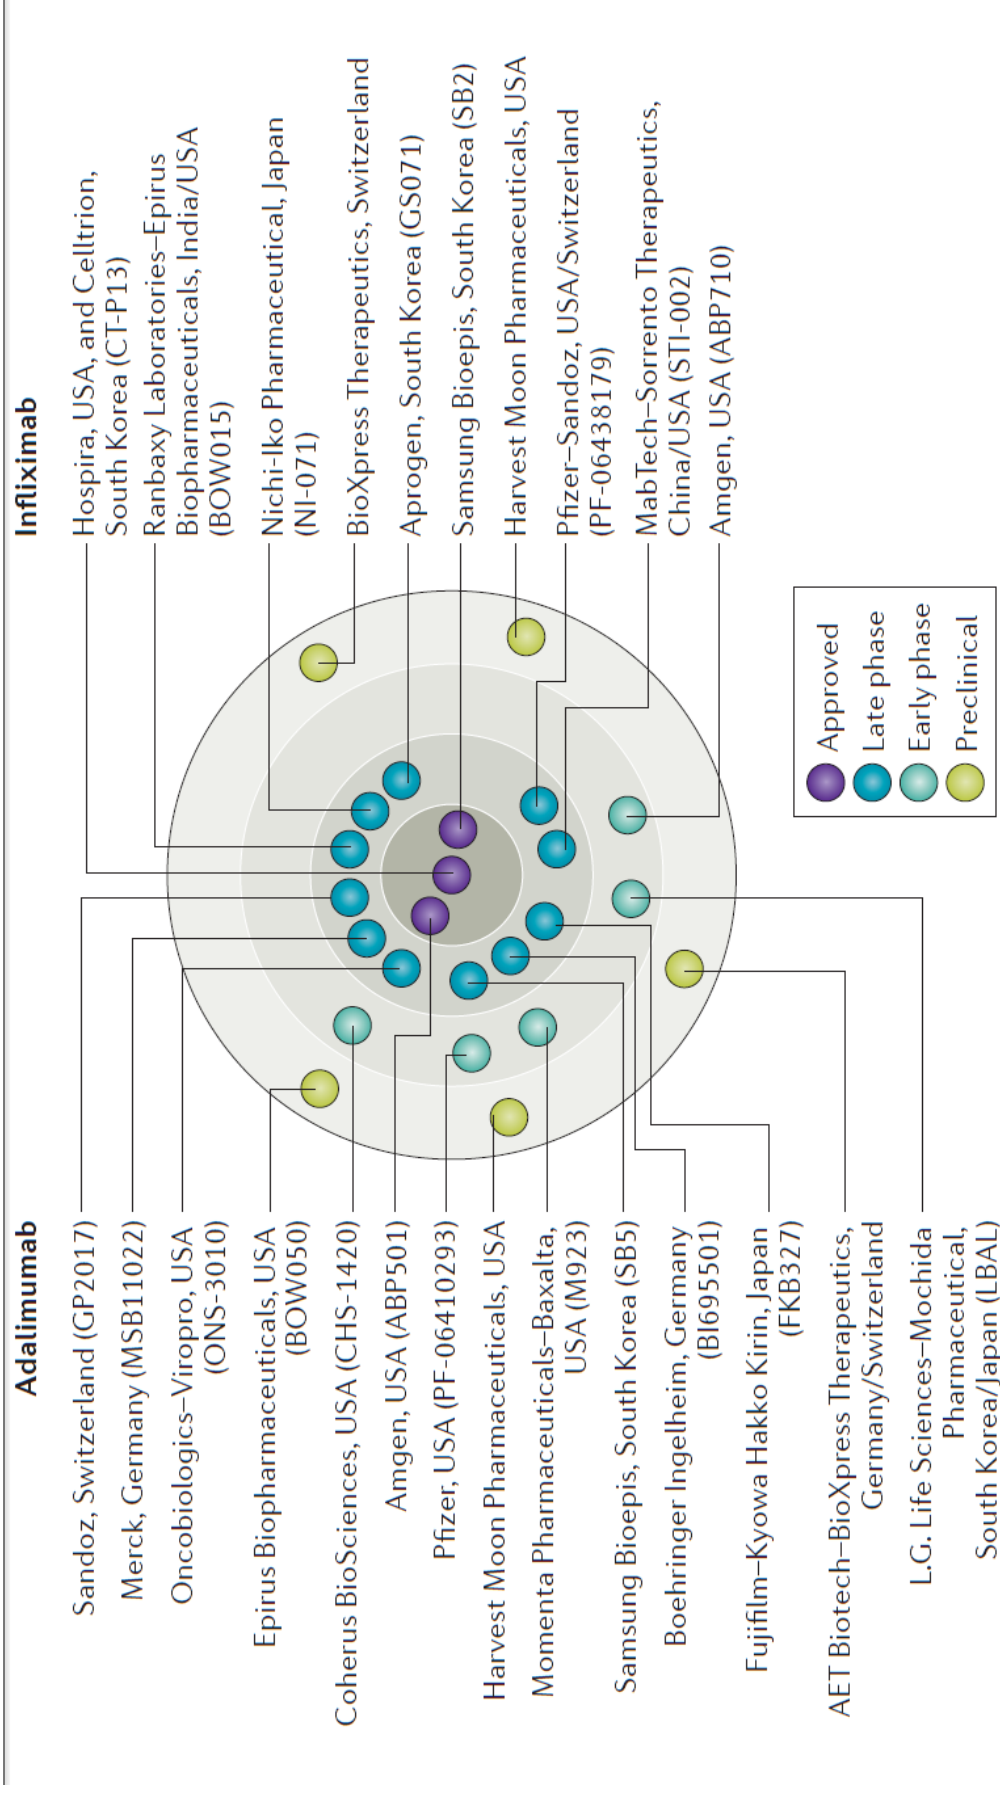 Adalimumab
Sandoz, Switzerland (GP2017)
Merck, Germany (MSB11022)
Oncobiologics–Viropro, USA
(ONS-3010)
Epirus Biopharmaceuticals, USA
(BOW050)
Coherus BioSciences, USA (CHS-1420)
Amgen, USA (ABP501)
Pfizer, USA (PF-06410293)
Harvest Moon Pharmaceuticals, USA
Momenta Pharmaceuticals–Baxalta,
USA (M923)
Samsung Bioepis, South Korea (SB5)
Boehringer Ingelheim, Germany
(BI695501)
Fujifilm–Kyowa Hakko Kirin, Japan
(FKB327)
AET Biotech–BioXpress Therapeutics,
Germany/Switzerland
L.G. Life Sciences–Mochida
Pharmaceutical,
South Korea/Japan (LBAL)
Infliximab
Hospira, USA, and Celltrion,
South Korea (CT-P13)
Ranbaxy Laboratories–Epirus
Biopharmaceuticals, India/USA
(BOW015)
Nichi-Iko Pharmaceutical, Japan
(NI-071)
BioXpress Therapeutics, Switzerland
Aprogen, South Korea (GS071)
Samsung Bioepis, South Korea (SB2)
Harvest Moon Pharmaceuticals, USA
Pfizer–Sandoz, USA/Switzerland
(PF-06438179)
MabTech–Sorrento Therapeutics,
China/USA (STI-002)
Amgen, USA (ABP710)
Approved
Late phase
Early phase
Preclinical